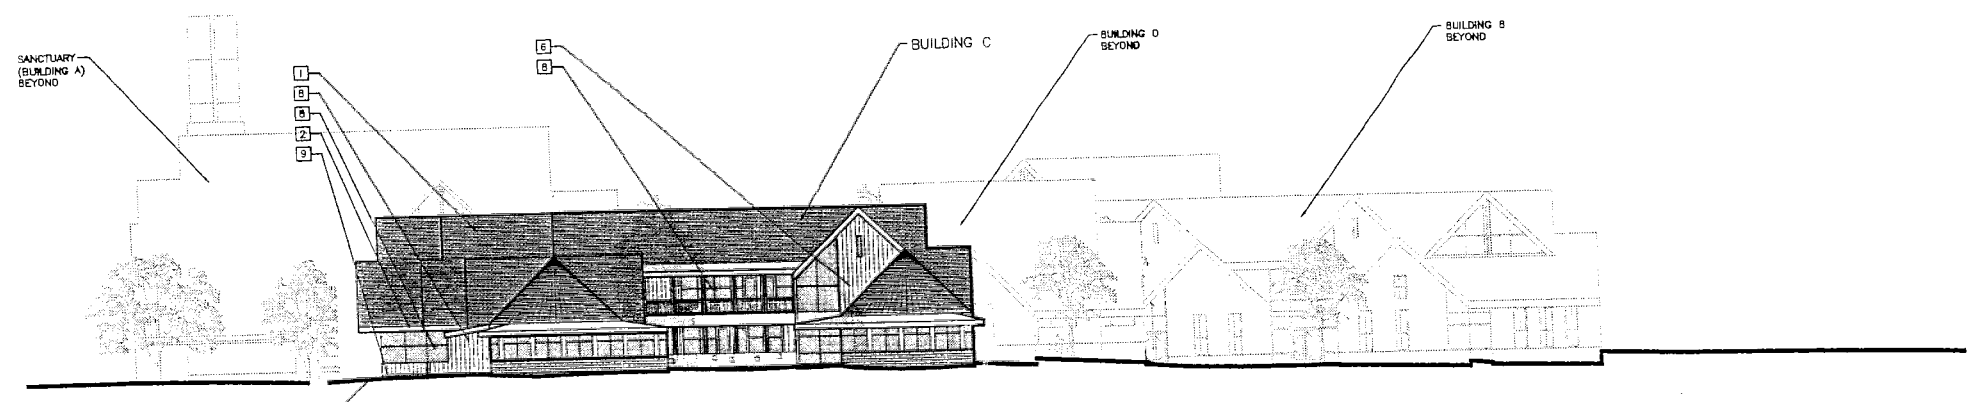 SANCTUARY
(BUILDING A)
BEYOND
1
8
8
2
9
6
8
BUILDING C
BUILDING D
BEYOND
BUILDING B
BEYOND